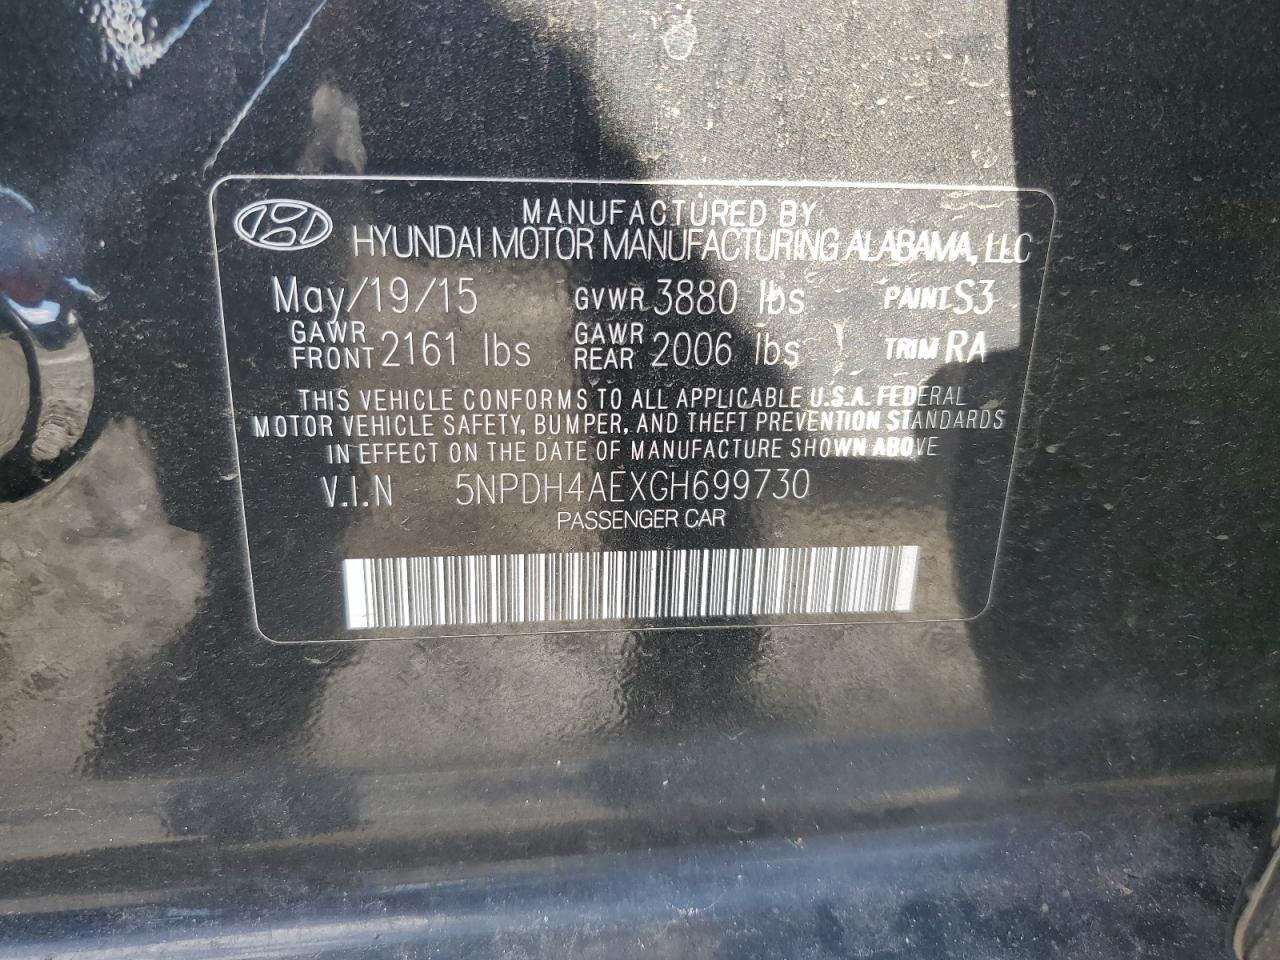 MANUFACTURED BY
HYUNDAI MOTOR MANUFACTURING ALABAMA, LLC
May/19/15 GVWR 3880 lbs PAINT S3
GAWR FRONT 2161 lbs GAWR REAR 2006 lbs TRIM RA
THIS VEHICLE CONFORMS TO ALL APPLICABLE U.S.A. FEDERAL
MOTOR VEHICLE SAFETY, BUMPER, AND THEFT PREVENTION STANDARDS
IN EFFECT ON THE DATE OF MANUFACTURE SHOWN ABOVE
V.I.N 5NPDH4AEXGH699730
PASSENGER CAR